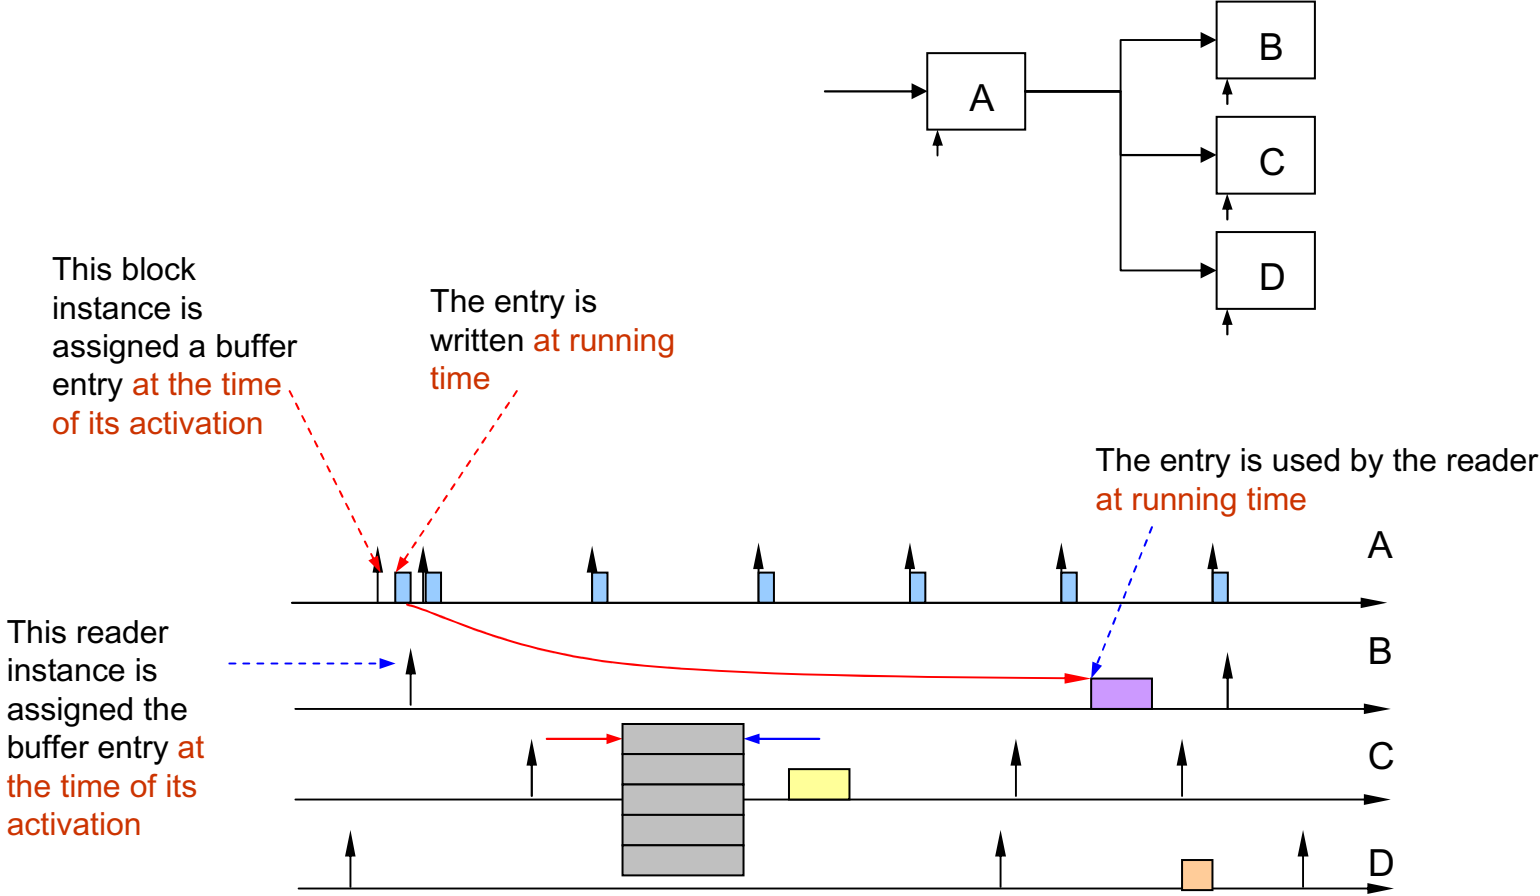 B
A
C
D
This block
instance is
assigned a buffer
entry at the time
of its activation
The entry is
written at running
time
The entry is used by the reader
at running time
A
This reader
instance is
assigned the
buffer entry at
the time of its
activation
B
C
D